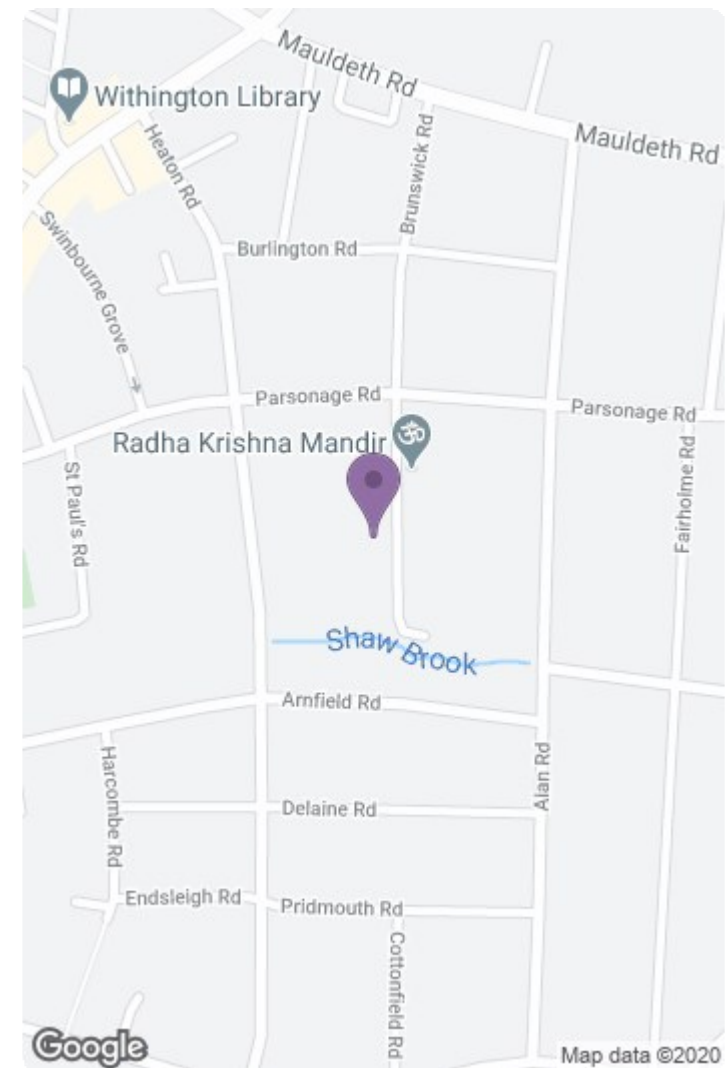 Mauldeth Rd
Withington Library
Mauldeth Rd
Heaton Rd
Brunswick Rd
Swinbourne Grove
Burlington Rd
Parsonage Rd
Parsonage Rd
Radha Krishna Mandir
ॐ
St Paul's Rd
Fairholme Rd
Shaw Brook
Arnfield Rd
Harcombe Rd
Alan Rd
Delaine Rd
Endsleigh Rd
Pridmouth Rd
Cottonfield Rd
Google
Map data ©2020